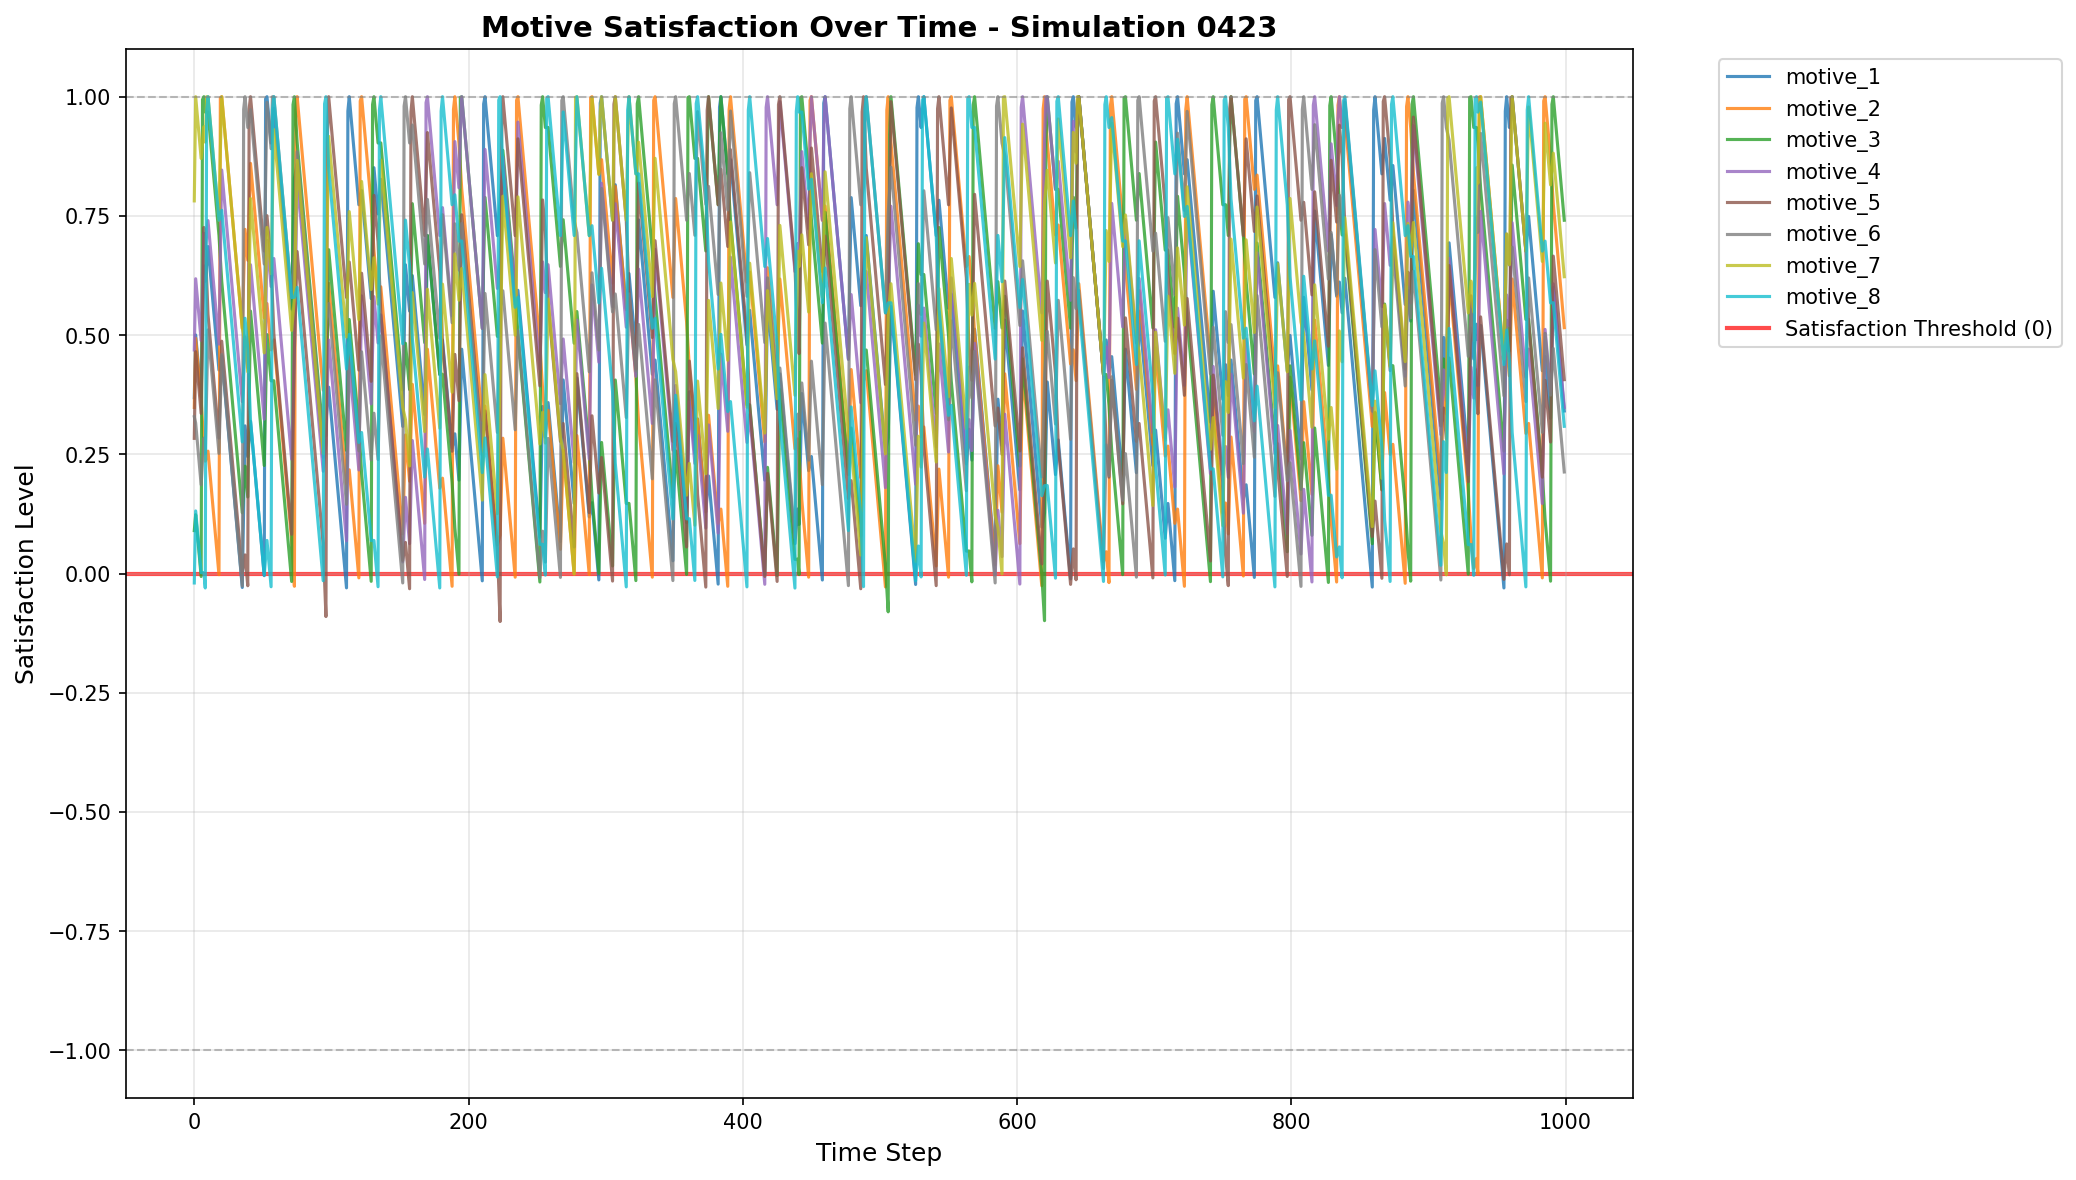 Motive Satisfaction Over Time - Simulation 0423
Satisfaction Level
1.00
0.75
0.50
0.25
0.00
−0.25
−0.50
−0.75
−1.00
0
200
400
600
800
1000
Time Step
motive_1
motive_2
motive_3
motive_4
motive_5
motive_6
motive_7
motive_8
Satisfaction Threshold (0)